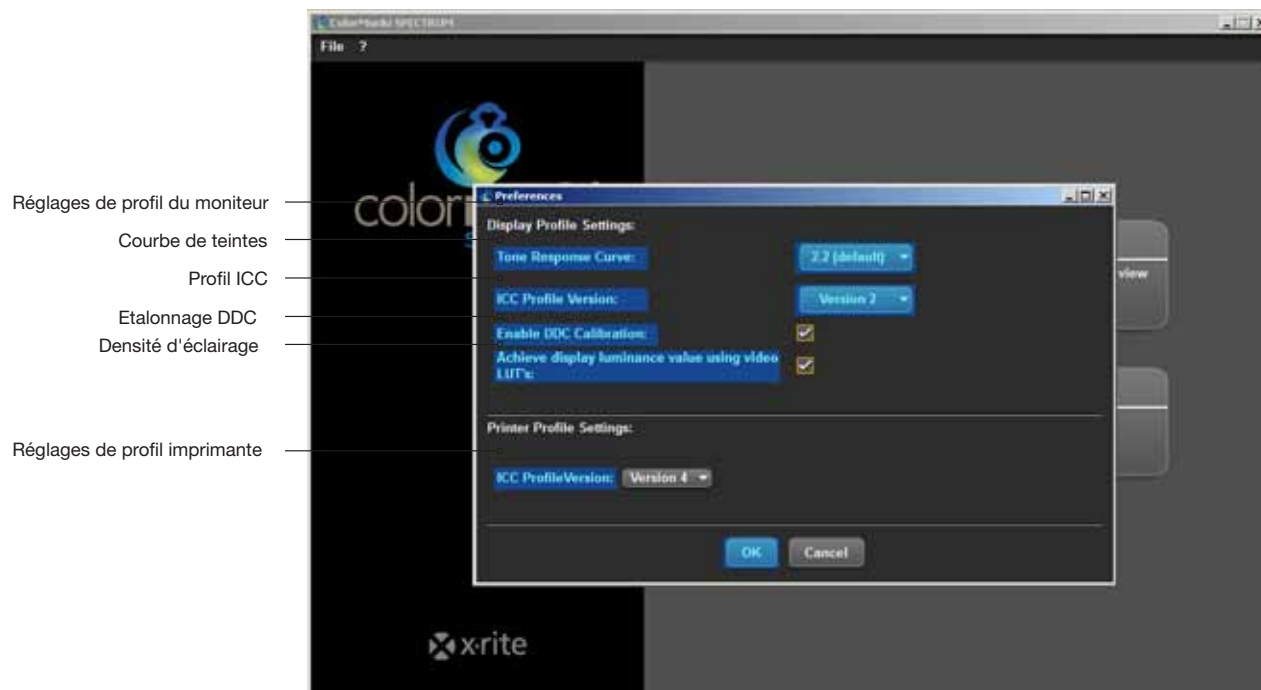 File ?
color
Réglages de profil du moniteur
Courbe de teintes
Profil ICC
Etalonnage DDC
Densité d'éclairage
Réglages de profil imprimante
Preferences
Display Profile Settings:
Tone Response Curve: 2.2 (default)
ICC Profile Version: Version 2
Enable DDC Calibration:
Achieve display luminance value using video
LUT's:
Printer Profile Settings:
ICC ProfileVersion: Version 4
OK Cancel
view
x·rite